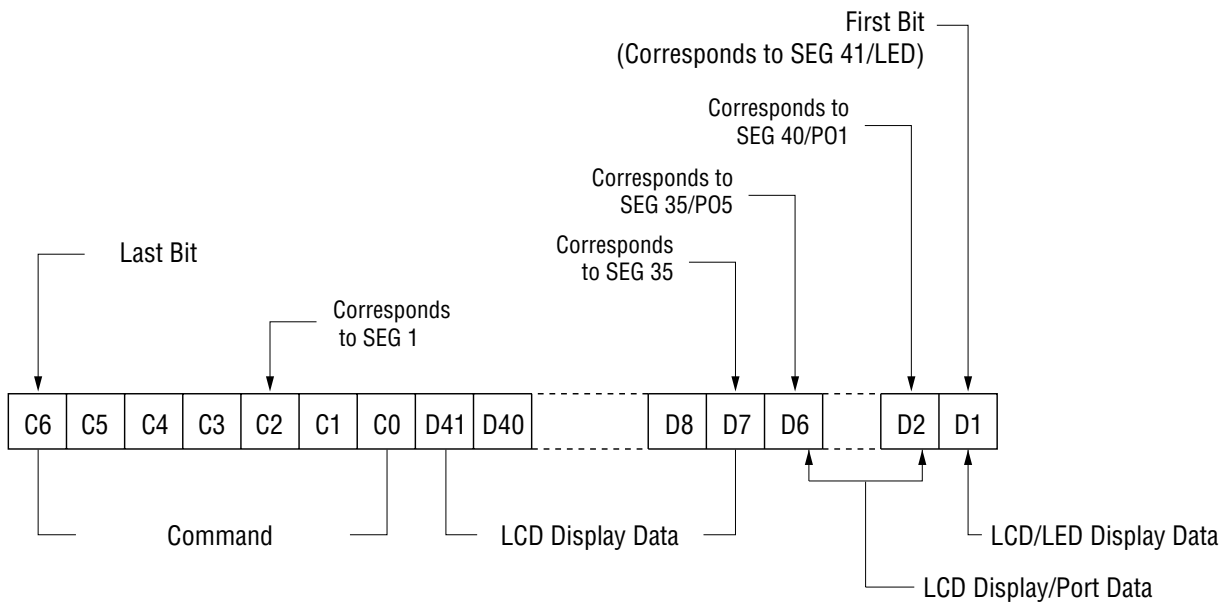 First Bit
(Corresponds to SEG 41/LED)
Corresponds to
SEG 40/PO1
Corresponds to
SEG 35/PO5
Corresponds
to SEG 35
Last Bit
Corresponds
to SEG 1
C6 C5 C4 C3 C2 C1 C0 D41 D40 D8 D7 D6 D2 D1
Command
LCD Display Data
LCD/LED Display Data
LCD Display/Port Data